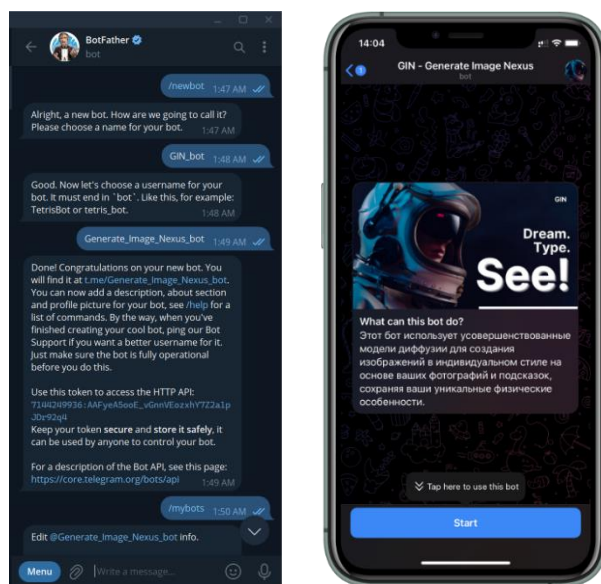 BotFather
bot
/newbot 1:47 AM
Alright, a new bot. How are we going to call it?
Please choose a name for your bot. 1:47 AM
GIN_bot 1:48 AM
Good. Now let's choose a username for your
bot. It must end in `bot`. Like this, for example:
TetrisBot or tetris_bot. 1:48 AM
Generate_Image_Nexus_bot 1:49 AM
Done! Congratulations on your new bot. You
will find it at t.me/Generate_Image_Nexus_bot.
You can now add a description, about section
and profile picture for your bot, see /help for a
list of commands. By the way, when you've
finished creating your cool bot, ping our Bot
Support if you want a better username for it.
Just make sure the bot is fully operational
before you do this.
Use this token to access the HTTP API:
7144249936:AAFyeA5ooE_vGnnVEozxhY7Z2a1p
JDr92q4
Keep your token secure and store it safely, it
can be used by anyone to control your bot.
For a description of the Bot API, see this page:
https://core.telegram.org/bots/api 1:49 AM
/mybots 1:50 AM
Edit @Generate_Image_Nexus_bot info.
Menu
Write a message...
14:04
1
GIN - Generate Image Nexus
bot
GIN
Dream.
Type.
See!
What can this bot do?
Этот бот использует усовершенствованные
модели диффузии для создания
изображений в индивидуальном стиле на
основе ваших фотографий и подсказок,
сохраняя ваши уникальные физические
особенности.
Tap here to use this bot
Start